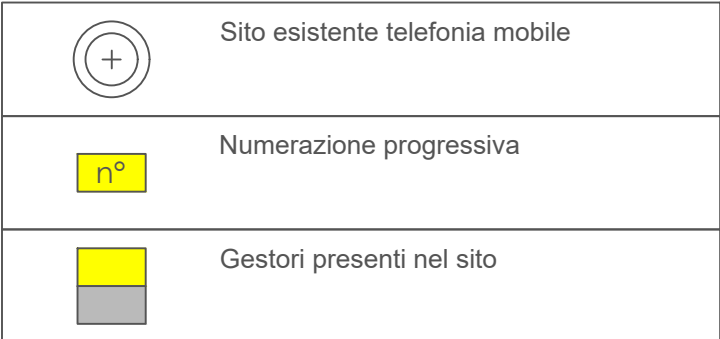 Sito esistente telefonia mobile
Numerazione progressiva
n°
Gestori presenti nel sito